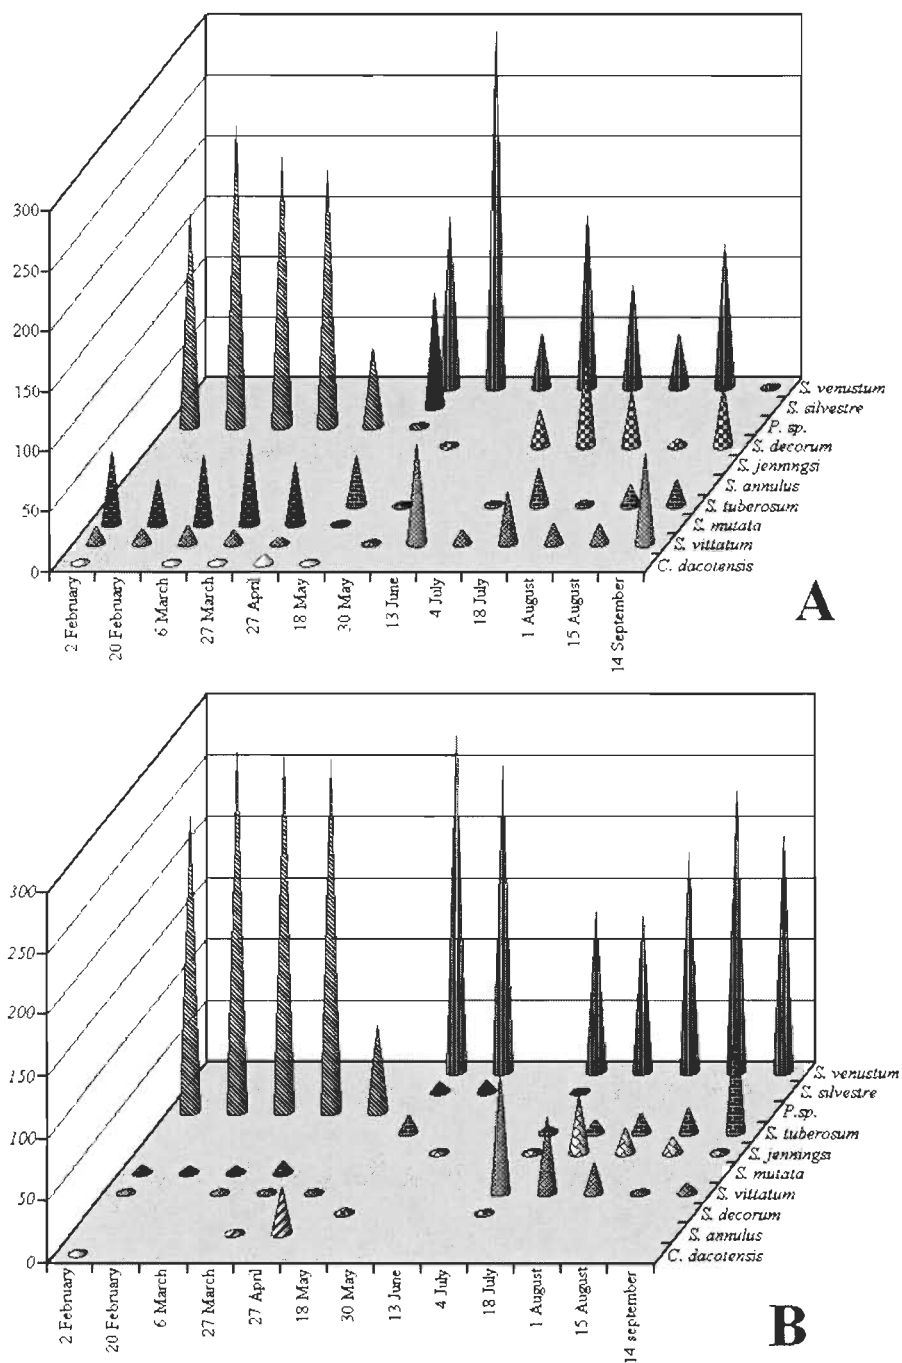 300
250
200
150
100
50
0
S. venustum
S. silvestre
P. sp.
S. decorum
S. jenningsi
S. annulus
S. tuberosum
S. mutata
S. vittatum
C. dacotensis
2 February
20 February
6 March
27 March
27 April
18 May
30 May
13 June
4 July
18 July
1 August
15 August
14 September
A
300
250
200
150
100
50
0
S. venustum
S. silvestre
P.sp.
S. tuberosum
S. jenningsi
S. mutata
S. vittatum
S. decorum
S. annulus
C. dacotensis
2 February
20 February
6 March
27 March
27 April
18 May
30 May
13 June
4 July
18 July
1 August
15 August
14 september
B